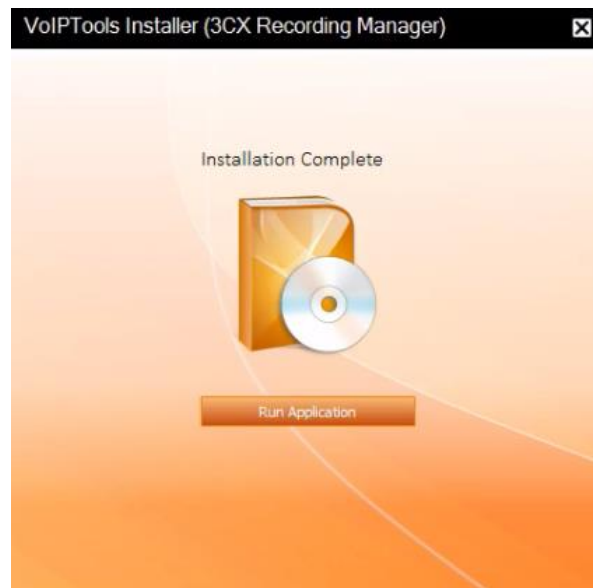 VoIPTools Installer (3CX Recording Manager)
Installation Complete
Run Application